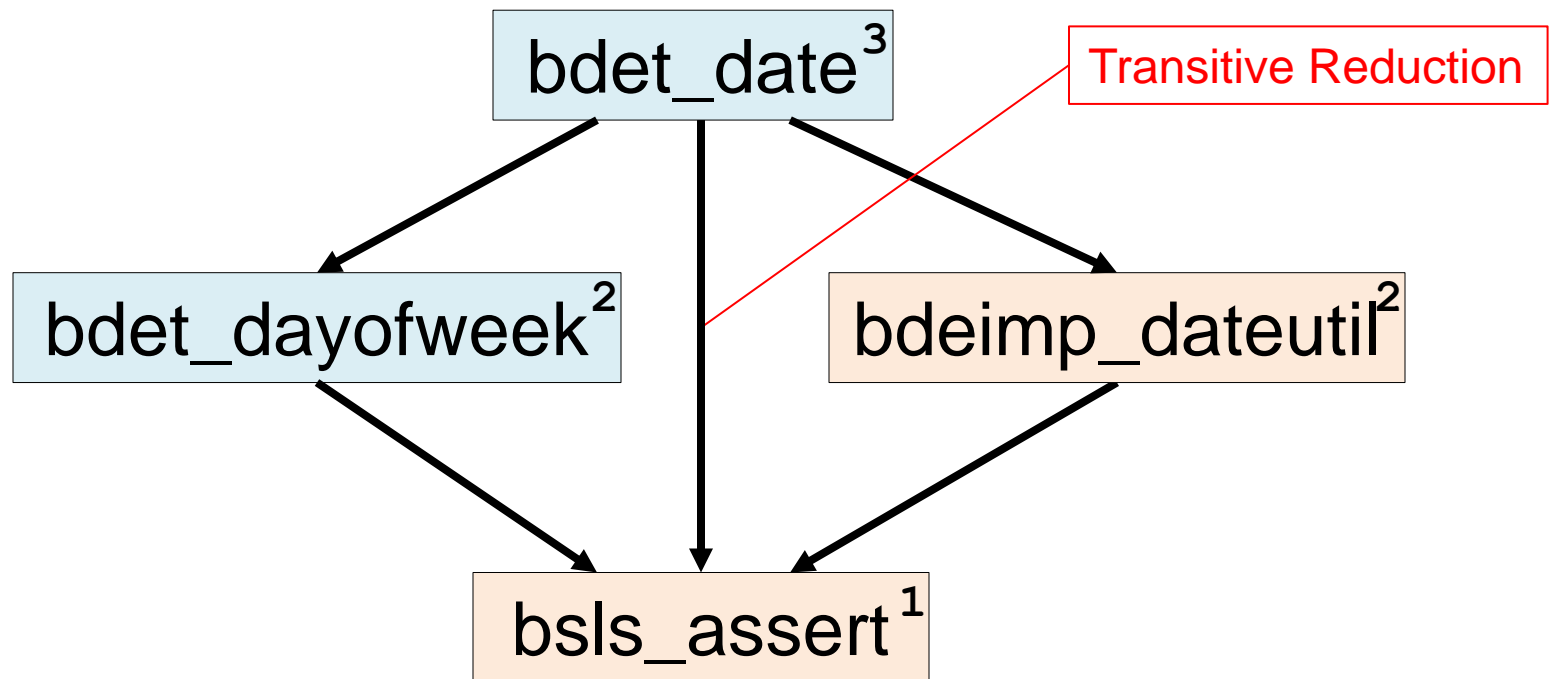 bdet_date³
Transitive Reduction
bdet_dayofweek²
bdeimp_dateutil²
bsls_assert¹